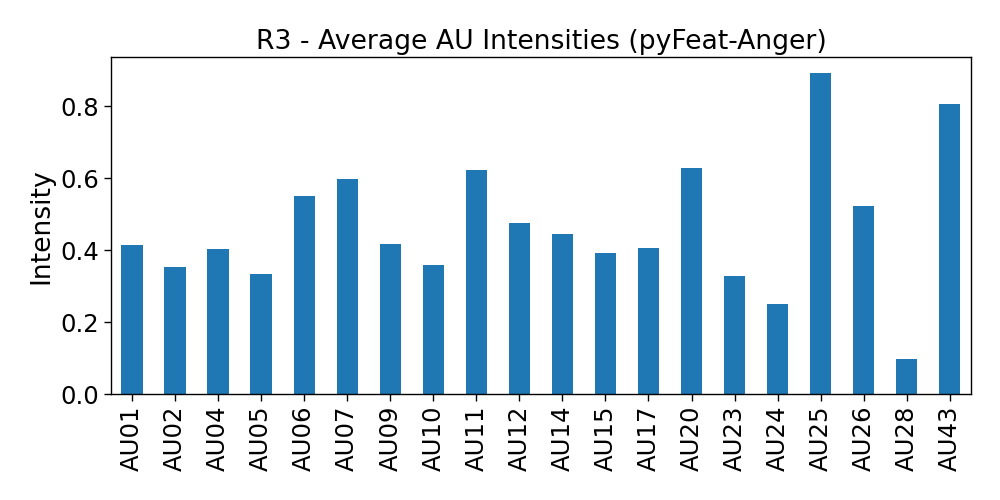 R3 - Average AU Intensities (pyFeat-Anger)
Intensity
0.8
0.6
0.4
0.2
0.0
AU01
AU02
AU04
AU05
AU06
AU07
AU09
AU10
AU11
AU12
AU14
AU15
AU17
AU20
AU23
AU24
AU25
AU26
AU28
AU43